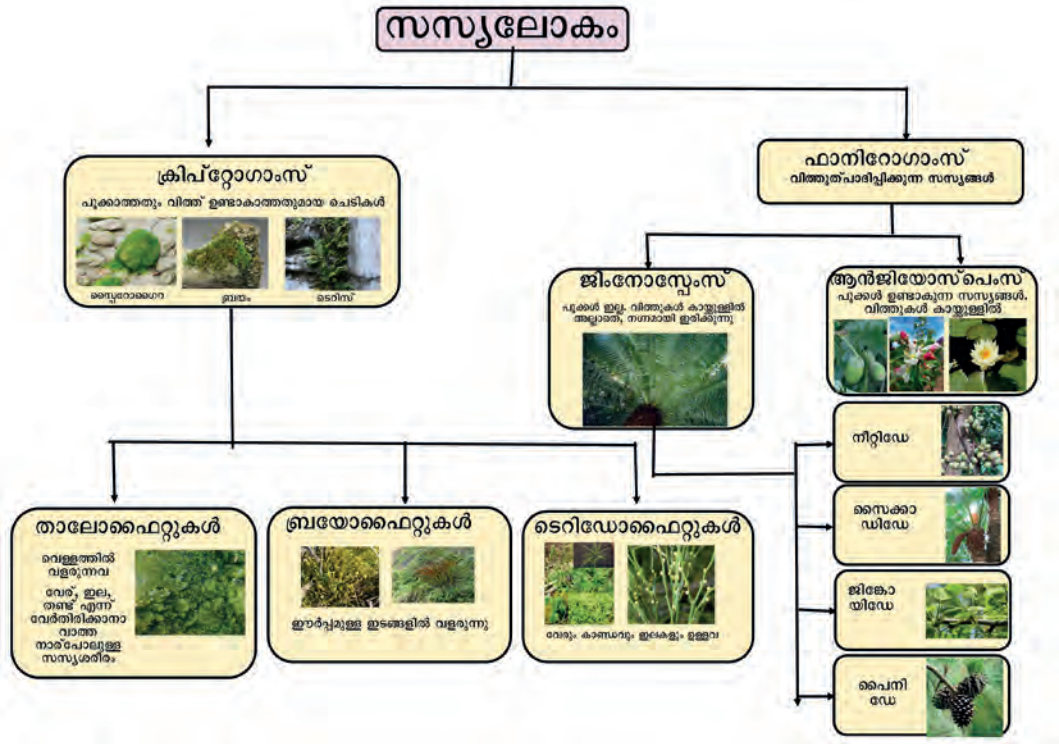 സസ്യലോകം
ക്രിപ്റ്റോഗാംസ്
പൂക്കാത്തതും വിത്ത് ഉണ്ടാകാത്തതുമായ ചെടികൾ
സ്പൈറോഗൈറ
ബ്രയം
ടെറിസ്
ഫാനിറോഗാംസ്
വിത്തുത്പാദിപ്പിക്കുന്ന സസ്യങ്ങൾ
ജിംനോസ്പേംസ്
പൂക്കൾ ഇല്ല. വിത്തുകൾ കായ്ക്കുള്ളിൽ
അല്ലാതെ, നഗ്നമായി ഇരിക്കുന്നു
ആൻജിയോസ്പെംസ്
പൂക്കൾ ഉണ്ടാകുന്ന സസ്യങ്ങൾ.
വിത്തുകൾ കായ്ക്കുള്ളിൽ
നീറ്റിഡേ
സൈക്കാ
ഡിഡേ
ജിങ്കോ
യിഡേ
പൈനി
ഡേ
താലോഫൈറ്റുകൾ
വെള്ളത്തിൽ
വളരുന്നവ
വേര്, ഇല,
തണ്ട് എന്ന്
വേർതിരിക്കാനാ
വാത്ത
നാര്പോലുള്ള
സസ്യശരീരം
ബ്രയോഫൈറ്റുകൾ
ഈർപ്പമുള്ള ഇടങ്ങളിൽ വളരുന്നു
ടെറിഡോഫൈറ്റുകൾ
വേരും കാണ്ഡവും ഇലകളും ഉള്ളവ